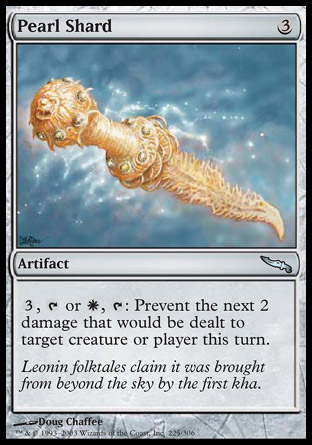 Pearl Shard 3
Artifact
3, or , : Prevent the next 2
damage that would be dealt to
target creature or player this turn.
Leonin folktales claim it was brought
from beyond the sky by the first kha.
Doug Chaffee
™ & © 1993–2003 Wizards of the Coast, Inc. 225/306